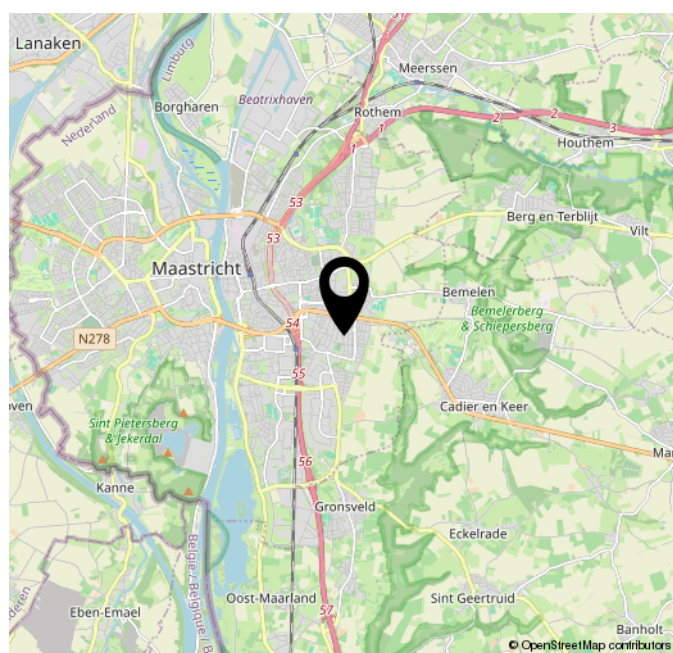 51
Lanaken
Limburg
Meerssen
Beatrixhaven
Borgharen
Rothem
2
2
3
1
Nederland
Houthem
1
53
Berg en Terblijt
Vilt
53
Maastricht
Bemelen
Bemelerberg
& Schiepersberg
54
N278
55
Cadier en Keer
Sint Pietersberg
& Jekerdal
56
Kanne
Gronsveld
Eckelrade
België / Belgique / B
Oost-Maarland
Sint Geertruid
Eben-Emael
57
Banholt
© OpenStreetMap contributors